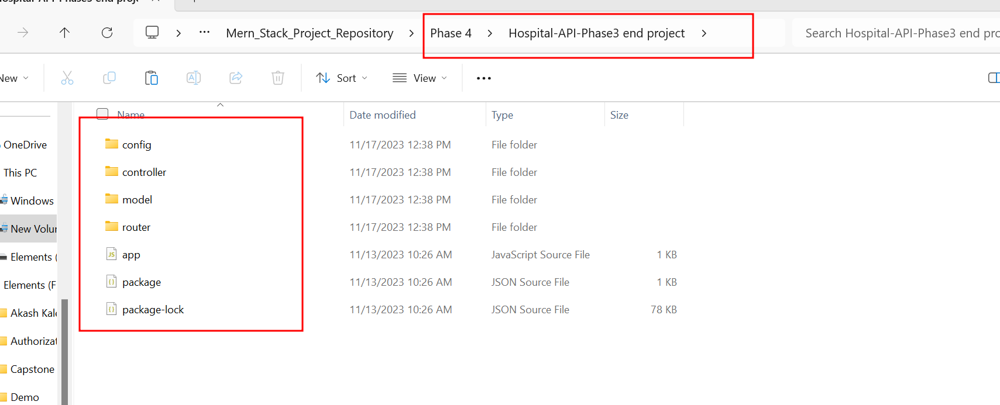 Mern_Stack_Project_Repository Phase 4 Hospital-API-Phase3 end project Search Hospital-API-Phase3 end
Sort View
Name Date modified Type Size
config 11/17/2023 12:38 PM File folder
controller 11/17/2023 12:38 PM File folder
model 11/17/2023 12:38 PM File folder
router 11/17/2023 12:38 PM File folder
app 11/13/2023 10:26 AM JavaScript Source File 1 KB
package 11/13/2023 10:26 AM JSON Source File 1 KB
package-lock 11/13/2023 10:26 AM JSON Source File 78 KB
OneDrive
This PC
Windows
New
Elements (
Elements (F
Akash
Capstone
Demo